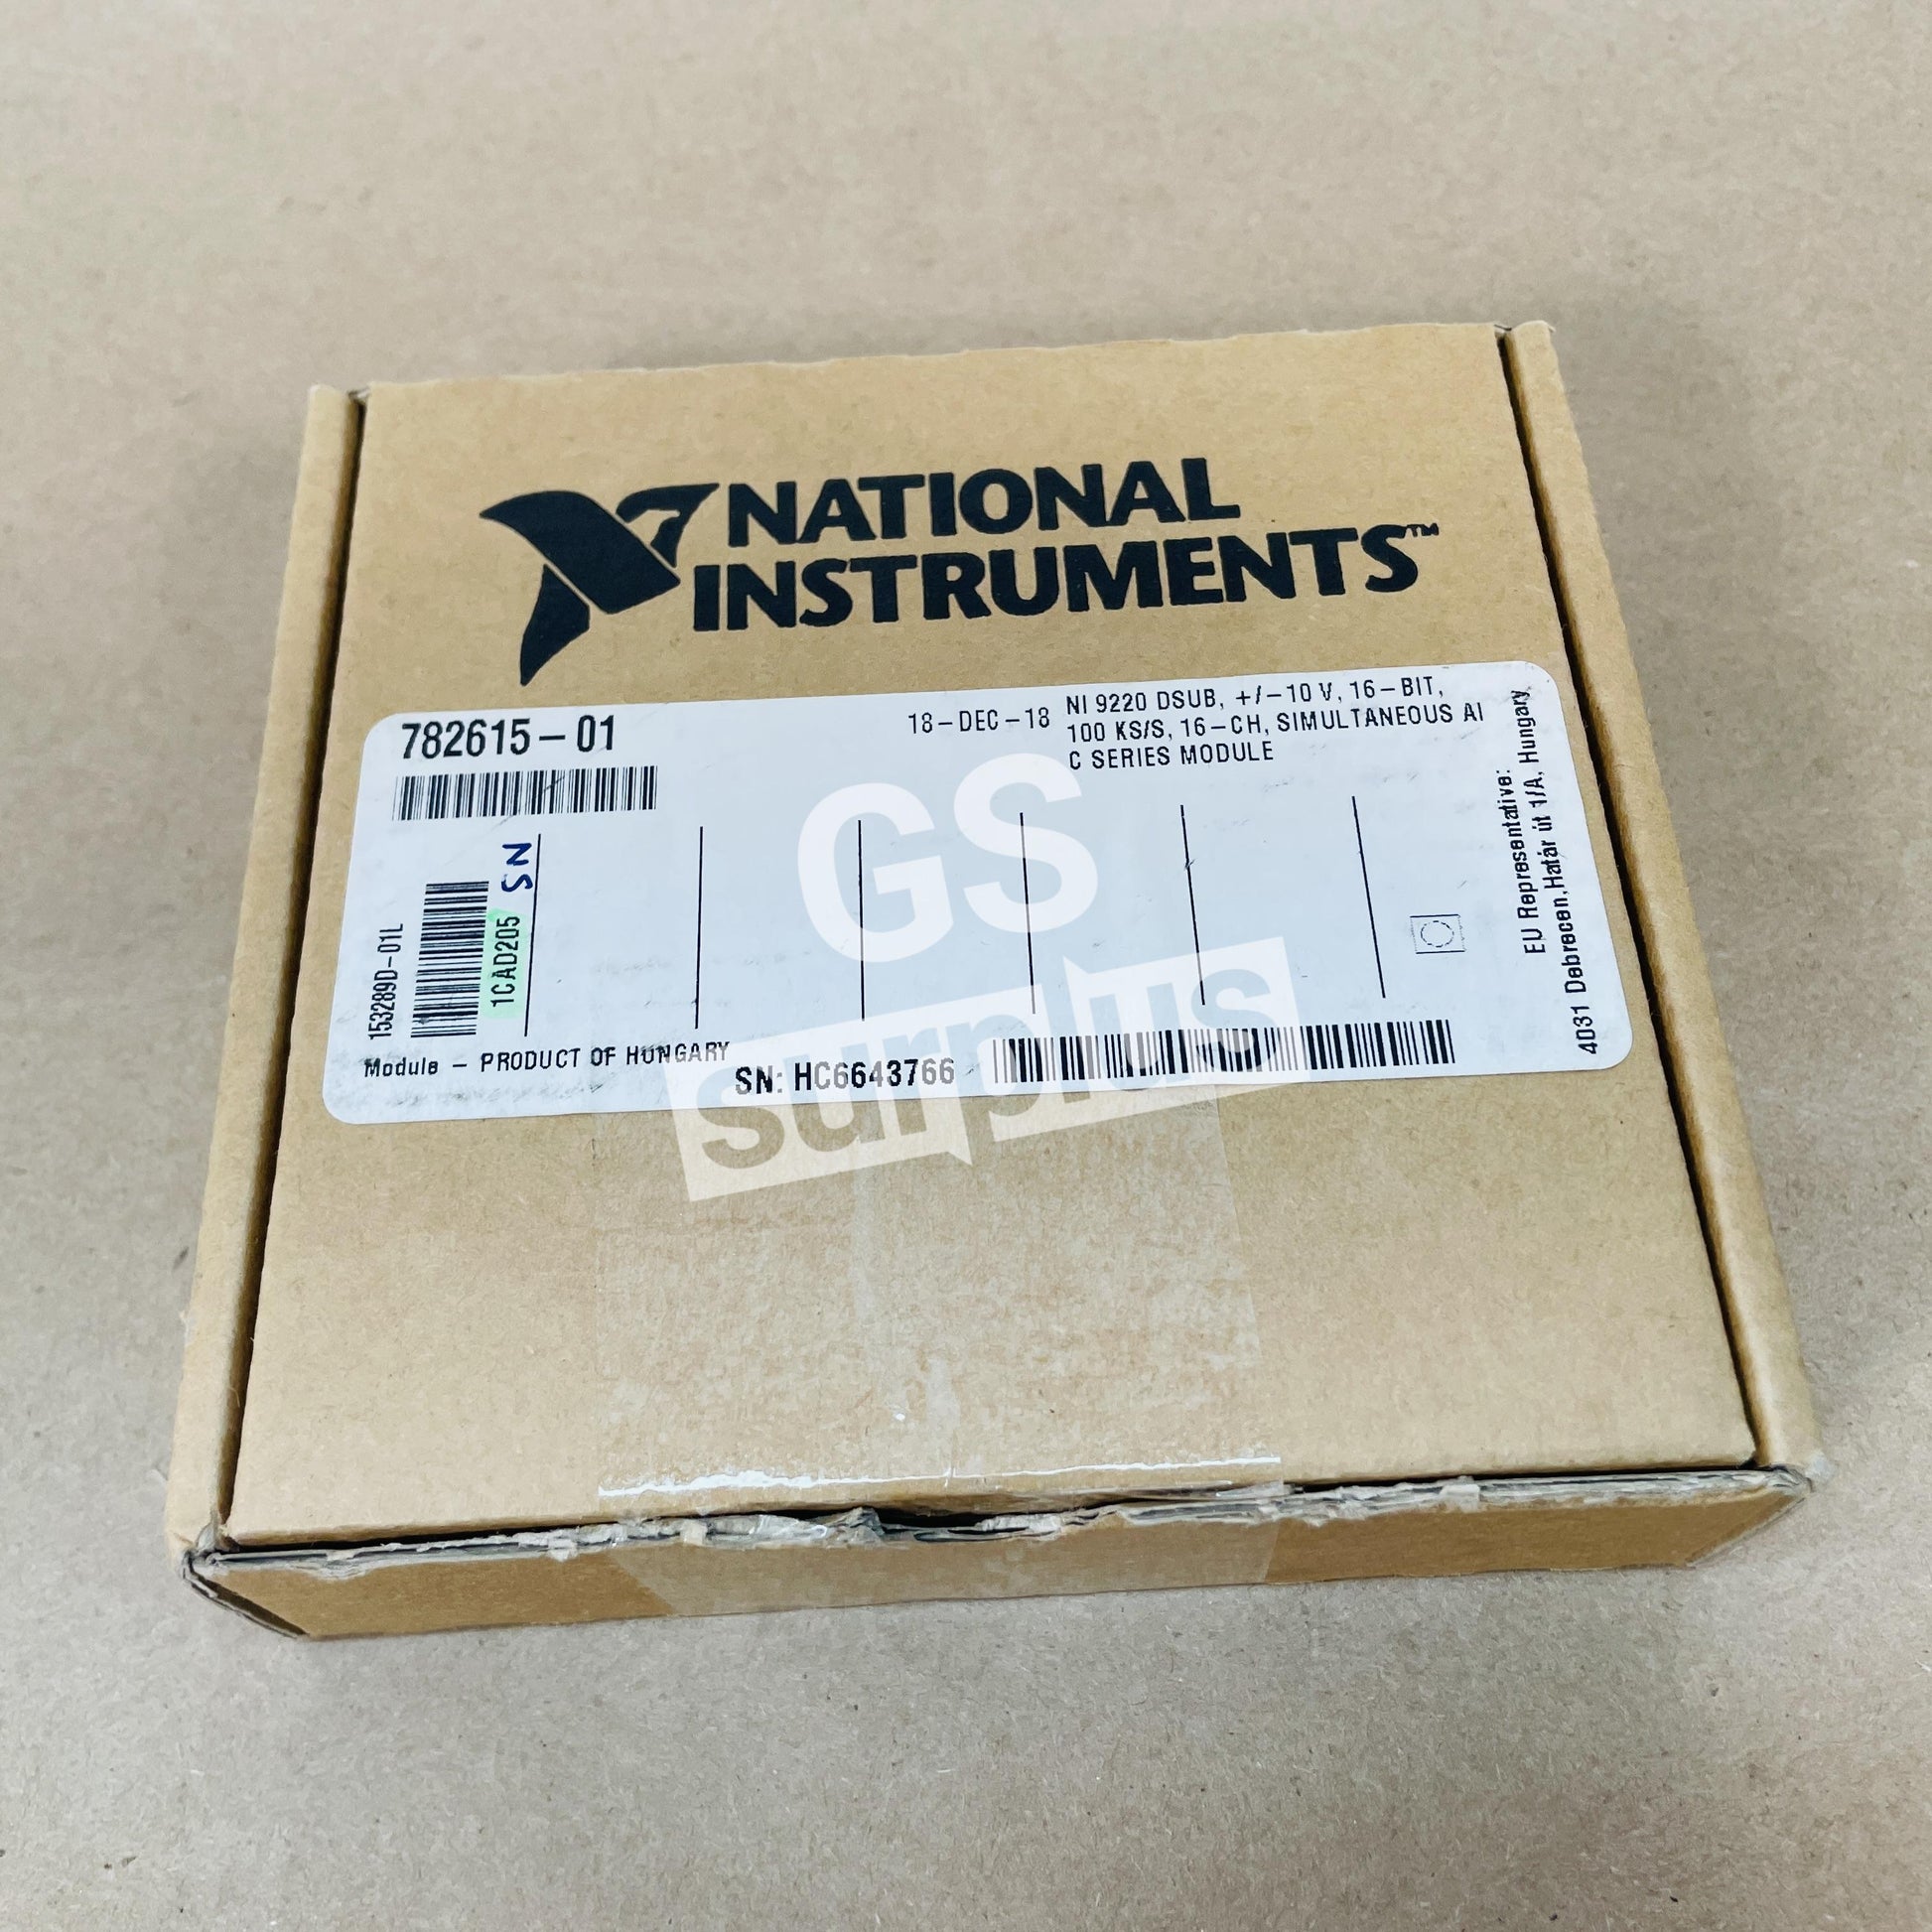 NATIONAL
INSTRUMENTS™
782615-01
18-DEC-18
NI 9220 DSUB, +/-10 V, 16-BIT,
100 KS/S, 16-CH, SIMULTANEOUS AI
C SERIES MODULE
EU Representative:
4031 Debrecen, Határ út 1/A, Hungary
153289D-01L
1CAD205
NS
Module - PRODUCT OF HUNGARY
SN: HC6643766
GS
surplus